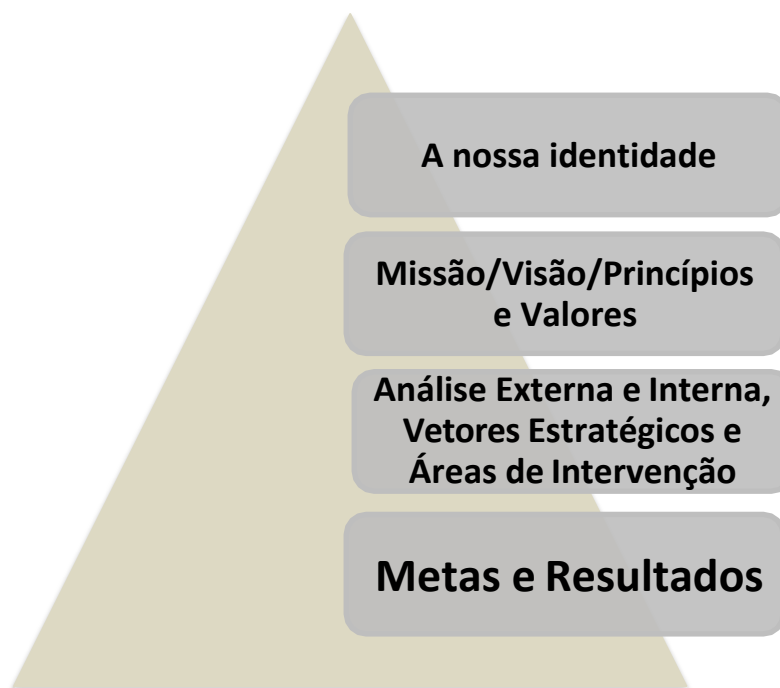 A nossa identidade
Missão/Visão/Princípios
e Valores
Análise Externa e Interna,
Vetores Estratégicos e
Áreas de Intervenção
Metas e Resultados